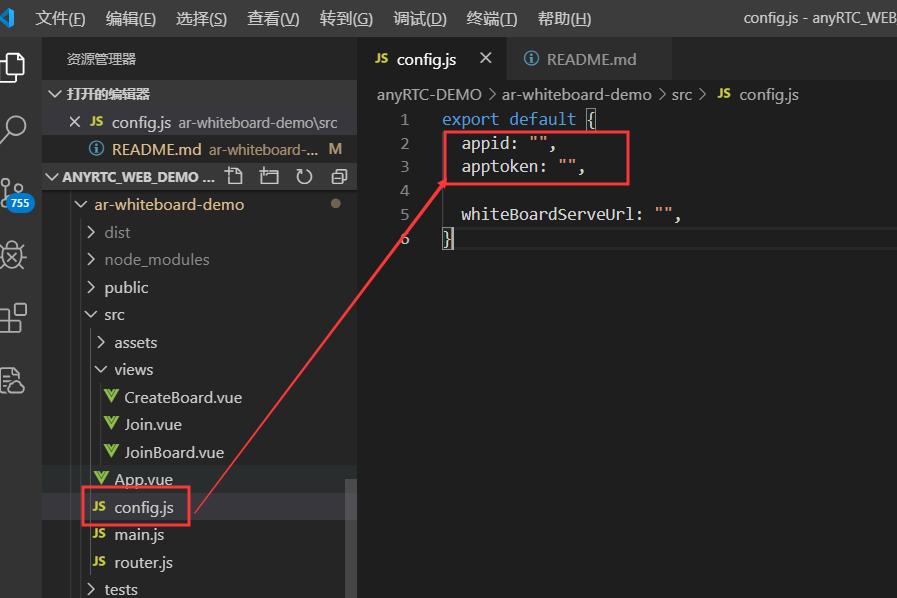 文件(F) 编辑(E) 选择(S) 查看(V) 转到(G) 调试(D) 终端(T) 帮助(H) config.js - anyRTC_WEB
资源管理器
打开的编辑器
JS config.js ar-whiteboard-demo\src
README.md ar-whiteboard-... M
ANYRTC_WEB_DEMO ...
755
ar-whiteboard-demo
dist
node_modules
public
src
assets
views
CreateBoard.vue
Join.vue
JoinBoard.vue
App.vue
JS config.js
JS main.js
JS router.js
tests
JS config.js README.md
anyRTC-DEMO > ar-whiteboard-demo > src > JS config.js
1 export default {
2 appid: "",
3 apptoken: "",
4
5 whiteBoardServeUrl: "",
6 }